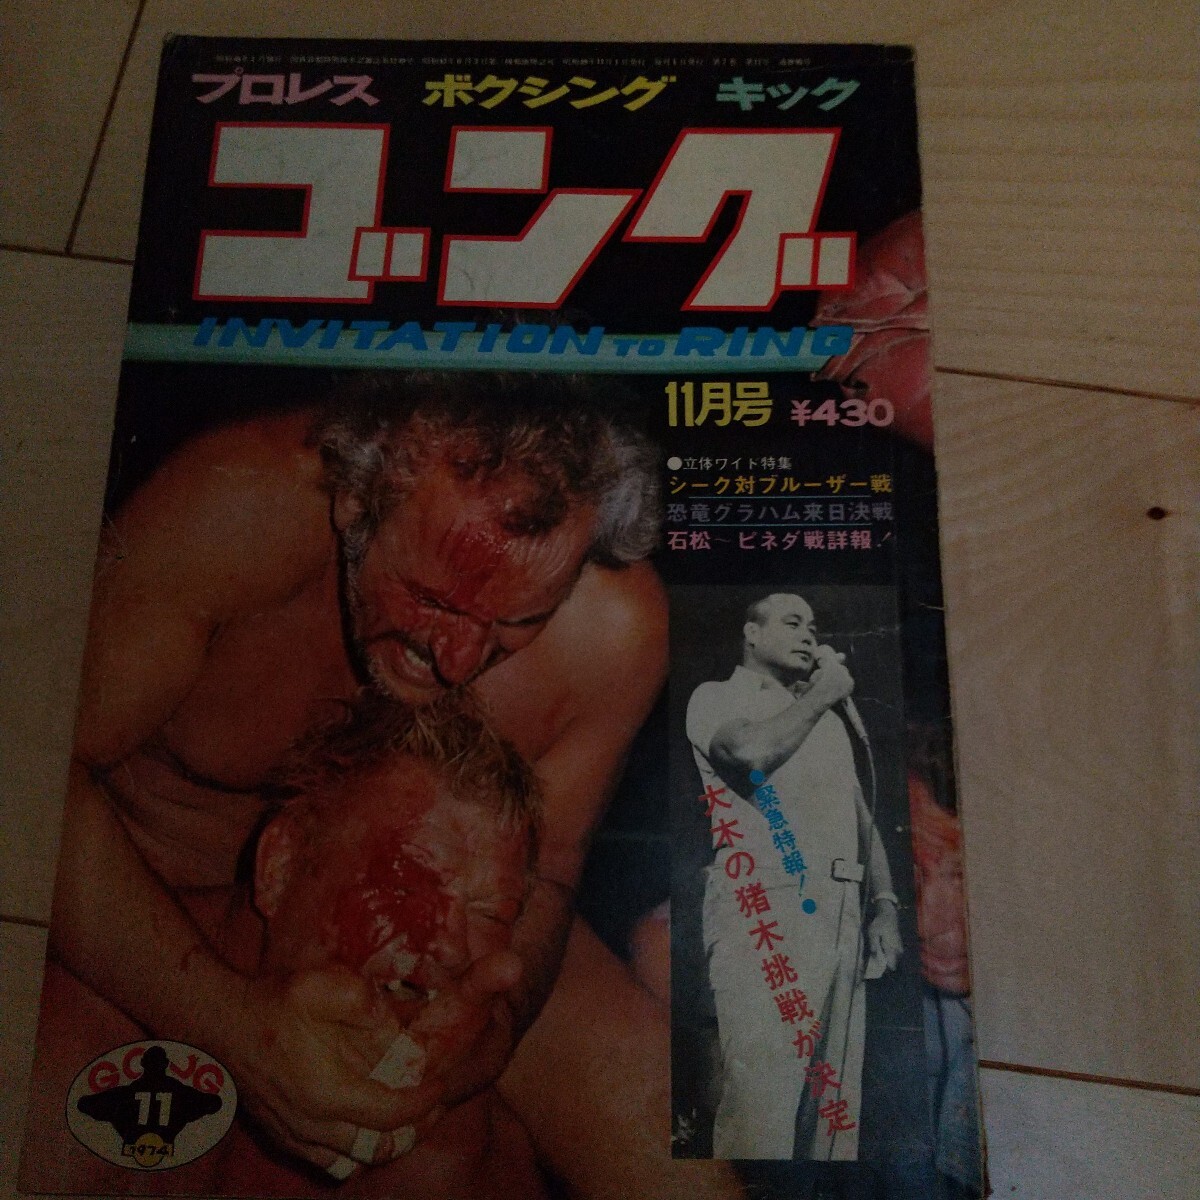 プロレス ボクシング キック
ゴング
INVITATION TO RING
11月号 ¥430
●立体ワイド特集
シーク対ブルーザー戦
恐竜グラハム来日決戦
石松～ピネダ戦詳報!
●緊急特報!●
大木の猪木挑戦が決定
GONG
11
1974